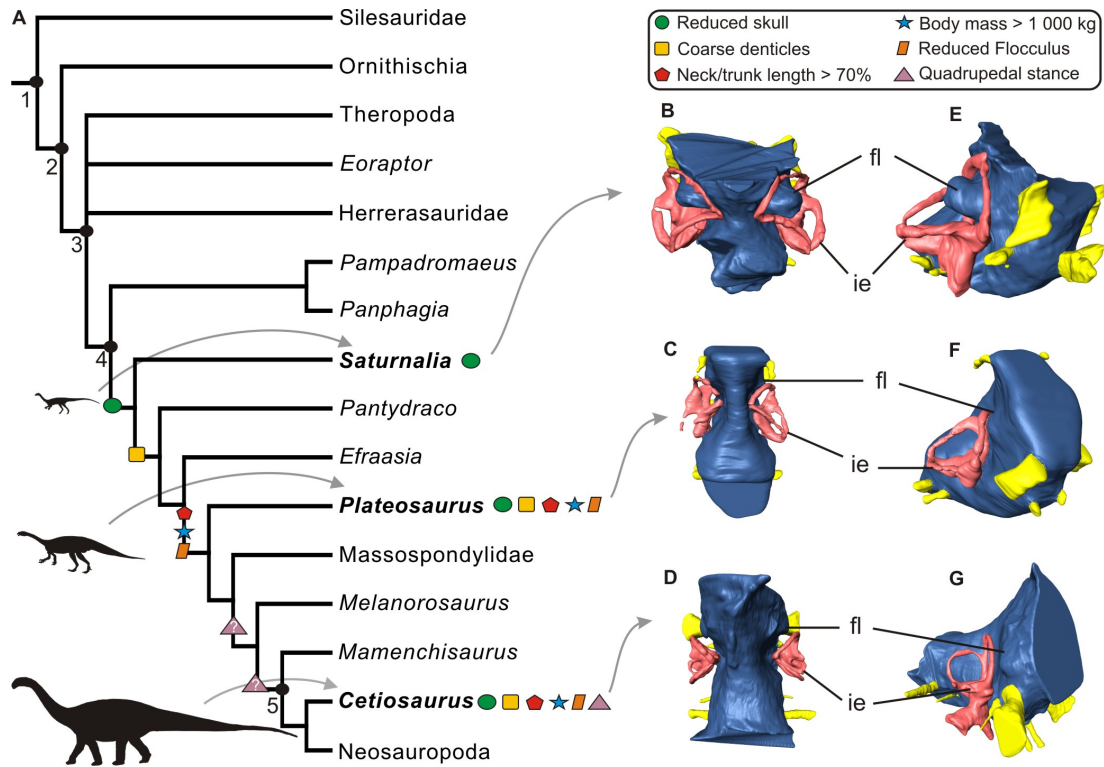 A
Silesauridae
Ornithischia
Theropoda
Eoraptor
Herrerasauridae
Pampadromaeus
Panphagia
Saturnalia
Pantydraco
Efraasia
Plateosaurus
Massospondylidae
Melanorosaurus
Mamenchisaurus
Cetiosaurus
Neosauropoda
1
2
3
4
?
?
5
Reduced skull
Body mass > 1 000 kg
Coarse denticles
Reduced Flocculus
Neck/trunk length > 70%
Quadrupedal stance
B
E
fl
ie
C
F
fl
ie
D
G
fl
ie